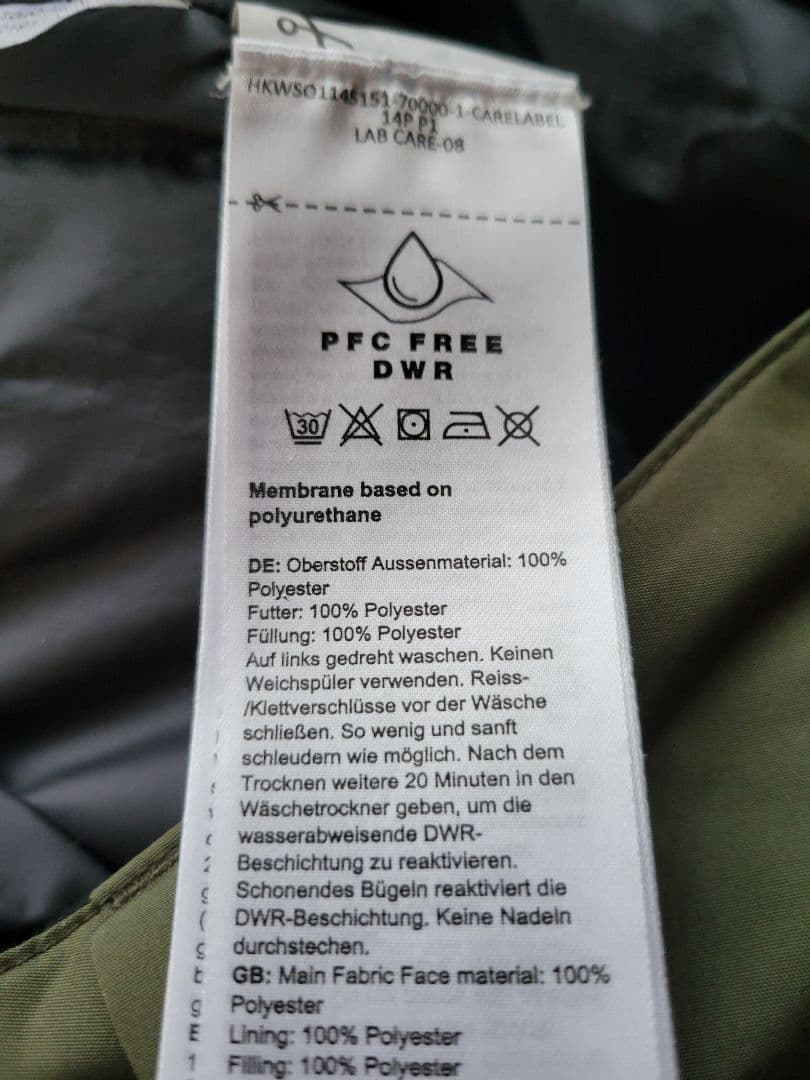 HKWSO1145151-70000-1-CARELABEL
14P P1
LAB CARE-08
PFC FREE
DWR
30
Membrane based on
polyurethane
DE: Oberstoff Aussenmaterial: 100%
Polyester
Futter: 100% Polyester
Füllung: 100% Polyester
Auf links gedreht waschen. Keinen
Weichspüler verwenden. Reiss-
/Klettverschlüsse vor der Wäsche
schließen. So wenig und sanft
schleudern wie möglich. Nach dem
Trocknen weitere 20 Minuten in den
Wäschetrockner geben, um die
wasserabweisende DWR-
Beschichtung zu reaktivieren.
Schonendes Bügeln reaktiviert die
DWR-Beschichtung. Keine Nadeln
durchstechen.
GB: Main Fabric Face material: 100%
Polyester
Lining: 100% Polyester
Filling: 100% Polyester